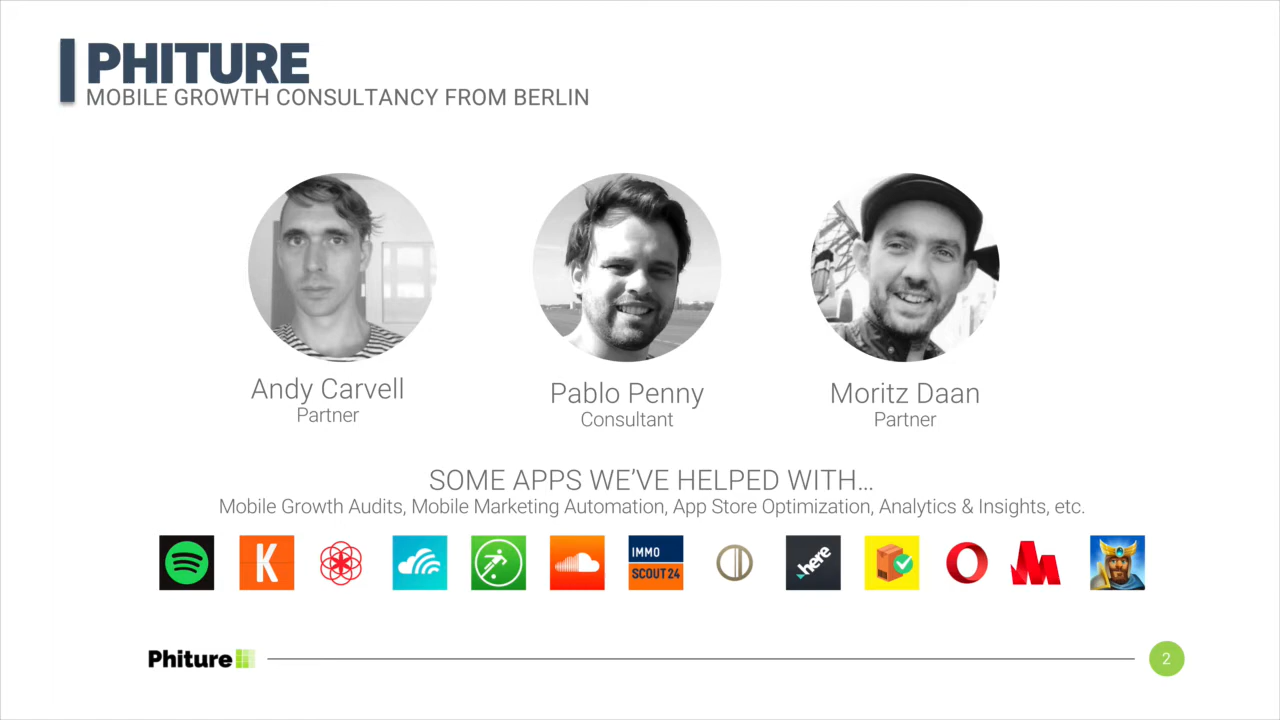 PHITURE
MOBILE GROWTH CONSULTANCY FROM BERLIN
Andy Carvell
Partner
Pablo Penny
Consultant
Moritz Daan
Partner
SOME APPS WE'VE HELPED WITH…
Mobile Growth Audits, Mobile Marketing Automation, App Store Optimization, Analytics & Insights, etc.
K
IMMO
SCOUT24
here
Phiture
2